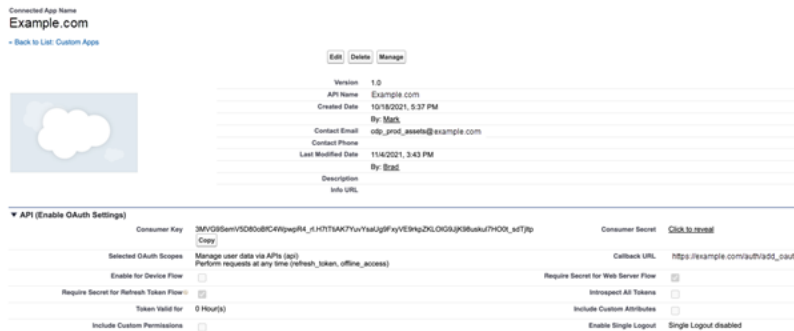 Connected App Name
Example.com
« Back to List: Custom Apps
Edit Delete Manage
Version 1.0
API Name Example.com
Created Date 10/18/2021, 5:37 PM
By: Mark
Contact Email odp_prod_assets@example.com
Contact Phone
Last Modified Date 11/4/2021, 3:43 PM
By: Brad
Description
Info URL
▼ API (Enable OAuth Settings)
Consumer Key Consumer Secret Click to reveal
Copy
Selected OAuth Scopes Manage user data via APIs (api) Callback URL https://example.com/auth/add_oaut
Perform requests at any time (refresh_token, offline_access)
Enable for Device Flow Require Secret for Web Server Flow
Require Secret for Refresh Token Flow Introspect All Tokens
Token Valid for 0 Hour(s) Include Custom Attributes
Include Custom Permissions Enable Single Logout Single Logout disabled